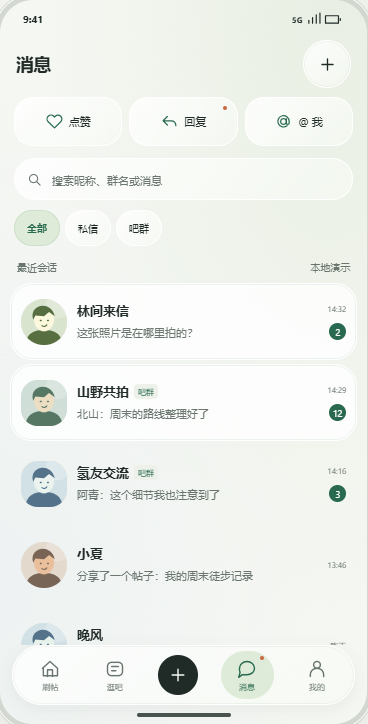 9:41
5G
消息
点赞
回复
@ 我
搜索昵称、群名或消息
全部
私信
吧群
最近会话
本地演示
林间来信
14:32
这张照片是在哪里拍的?
2
山野共拍 吧群
14:29
北山：周末的路线整理好了
12
氢友交流 吧群
14:16
阿青：这个细节我也注意到了
3
小夏
13:46
分享了一个帖子：我的周末徒步记录
晚风
刷帖
逛吧
消息
我的